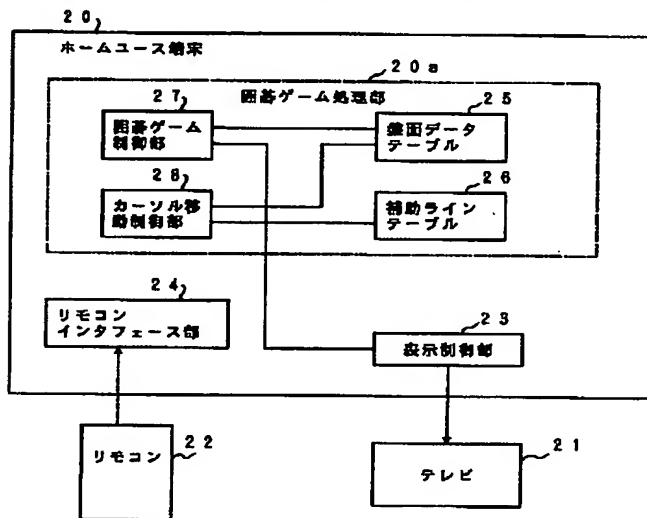 20
ホームユース端末
20a
囲碁ゲーム処理部
27
囲碁ゲーム
制御部
25
盤面データ
テーブル
28
カーソル移
動制御部
26
補助ライン
テーブル
24
リモコン
インタフェース部
23
表示制御部
22
リモコン
21
テレビ